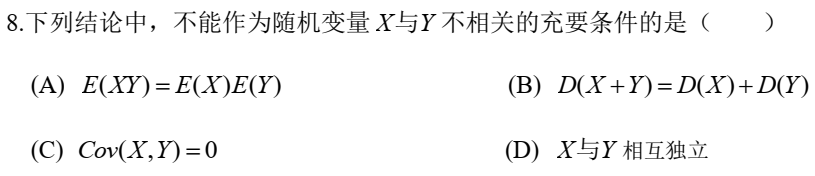 8.下列结论中，不能作为随机变量 X与Y 不相关的充要条件的是（　　）
(A) E(XY)=E(X)E(Y) (B) D(X+Y)=D(X)+D(Y)
(C) Cov(X,Y)=0 (D) X与Y 相互独立